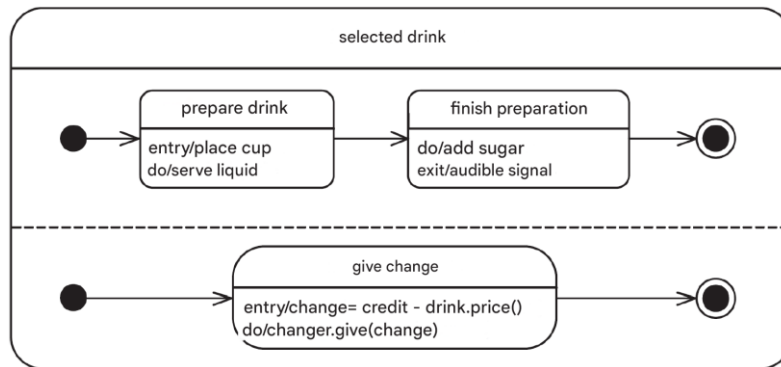 selected drink
prepare drink
entry/place cup
do/serve liquid
finish preparation
do/add sugar
exit/audible signal
give change
entry/change= credit - drink.price()
do/changer.give(change)